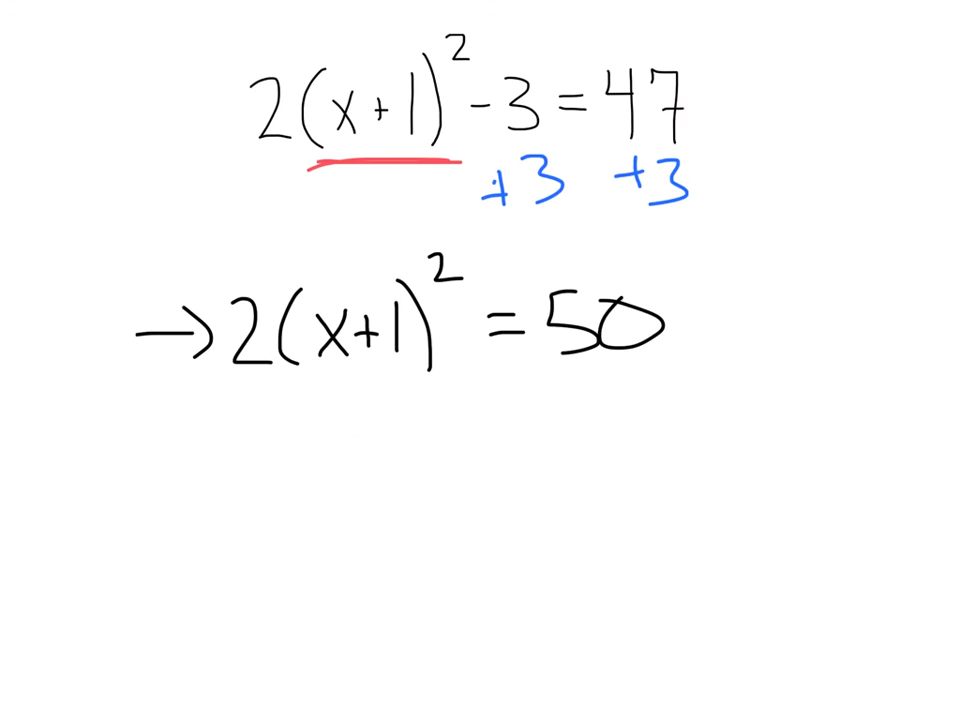 2(x+1)² - 3 = 47
+3 +3
→ 2(x+1)² = 50